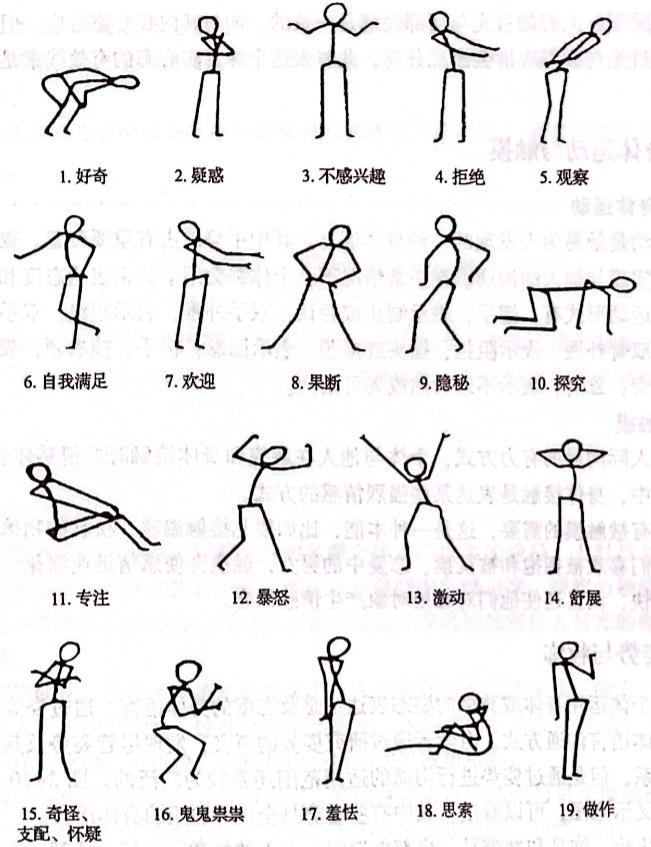 1. 好奇
2. 疑惑
3. 不感兴趣
4. 拒绝
5. 观察
6. 自我满足
7. 欢迎
8. 果断
9. 隐秘
10. 探究
11. 专注
12. 暴怒
13. 激动
14. 舒展
15. 奇怪、
支配、怀疑
16. 鬼鬼祟祟
17. 羞怯
18. 思索
19. 做作